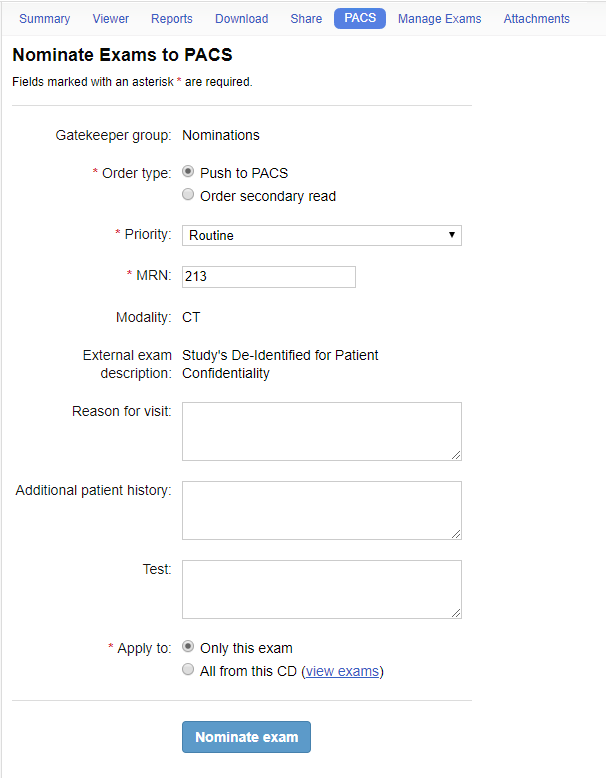 Summary Viewer Reports Download Share PACS Manage Exams Attachments
Nominate Exams to PACS
Fields marked with an asterisk * are required.
Gatekeeper group: Nominations
* Order type: Push to PACS
Order secondary read
* Priority: Routine
* MRN: 213
Modality: CT
External exam description: Study's De-Identified for Patient Confidentiality
Reason for visit:
Additional patient history:
Test:
* Apply to: Only this exam
All from this CD (view exams)
Nominate exam